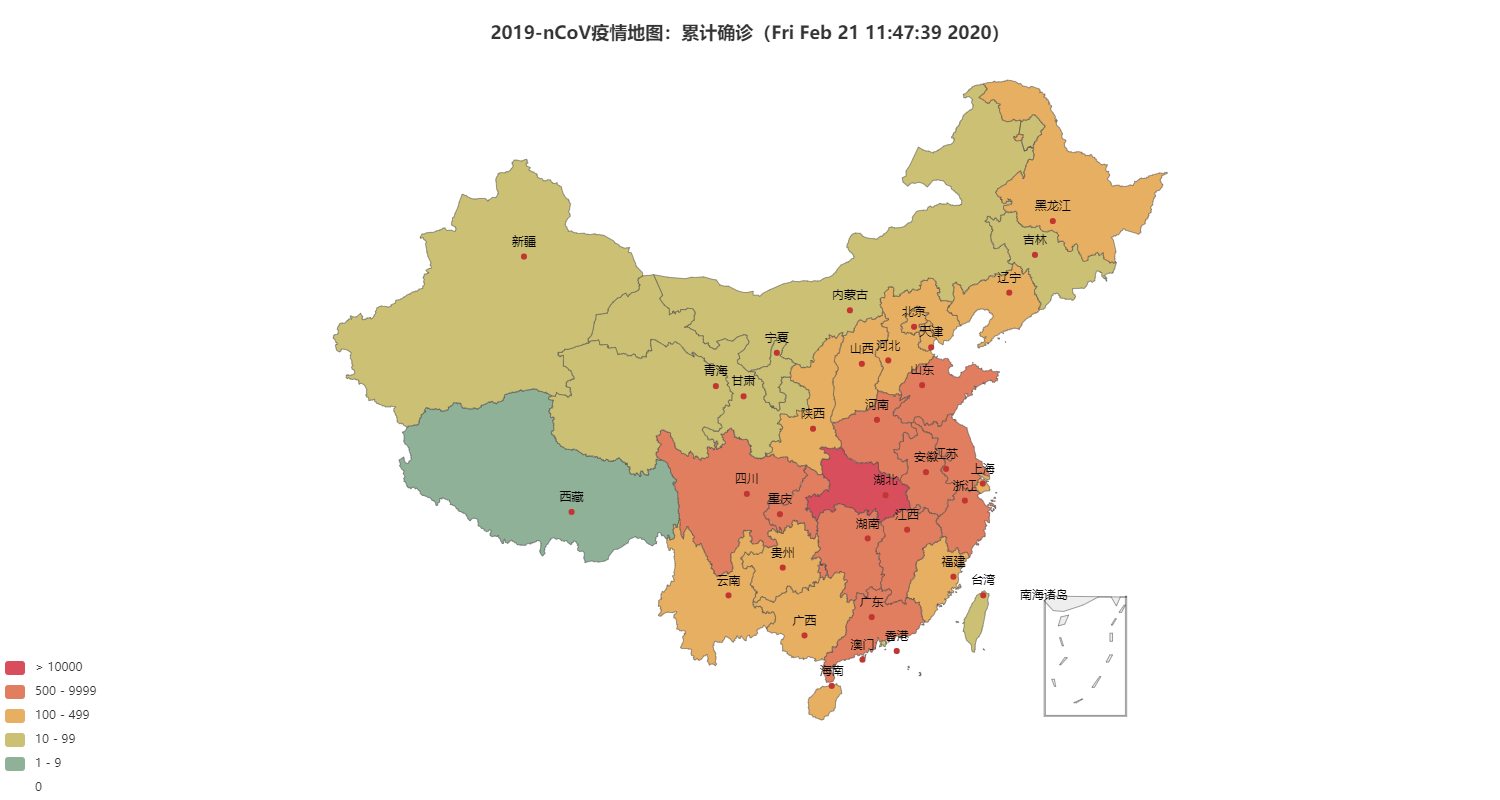 2019-nCoV疫情地图：累计确诊（Fri Feb 21 11:47:39 2020）
黑龙江
吉林
新疆
辽宁
内蒙古
北京
天津
宁夏
山西
河北
青海
甘肃
山东
陕西
河南
安徽
江苏
上海
四川
湖北
浙江
西藏
重庆
江西
湖南
贵州
福建
云南
台湾
南海诸岛
广东
广西
香港
澳门
海南
> 10000
500 - 9999
100 - 499
10 - 99
1 - 9
0